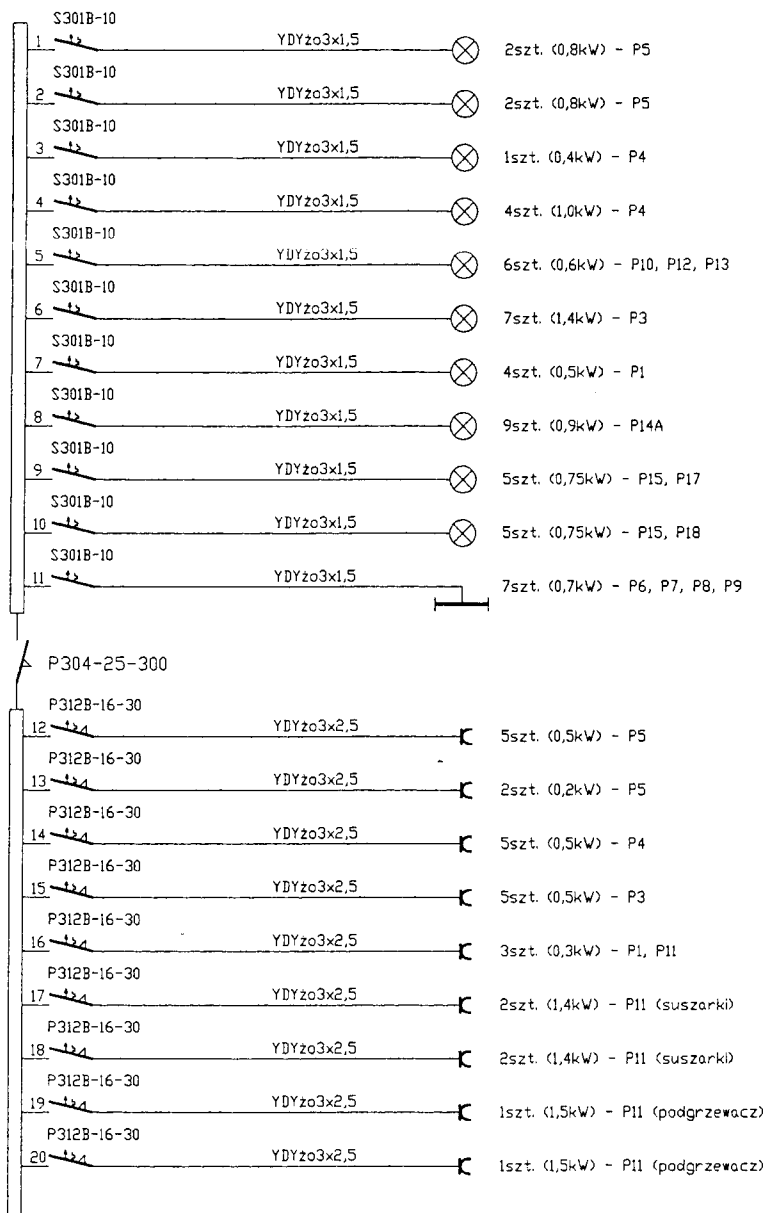 S301B-10
1 YDYżo3x1,5 2szt. (0,8kW) - P5
S301B-10
2 YDYżo3x1,5 2szt. (0,8kW) - P5
S301B-10
3 YDYżo3x1,5 1szt. (0,4kW) - P4
S301B-10
4 YDYżo3x1,5 4szt. (1,0kW) - P4
S301B-10
5 YDYżo3x1,5 6szt. (0,6kW) - P10, P12, P13
S301B-10
6 YDYżo3x1,5 7szt. (1,4kW) - P3
S301B-10
7 YDYżo3x1,5 4szt. (0,5kW) - P1
S301B-10
8 YDYżo3x1,5 9szt. (0,9kW) - P14A
S301B-10
9 YDYżo3x1,5 5szt. (0,75kW) - P15, P17
S301B-10
10 YDYżo3x1,5 5szt. (0,75kW) - P15, P18
S301B-10
11 YDYżo3x1,5 7szt. (0,7kW) - P6, P7, P8, P9
P304-25-300
P312B-16-30
12 YDYżo3x2,5 5szt. (0,5kW) - P5
P312B-16-30
13 YDYżo3x2,5 2szt. (0,2kW) - P5
P312B-16-30
14 YDYżo3x2,5 5szt. (0,5kW) - P4
P312B-16-30
15 YDYżo3x2,5 5szt. (0,5kW) - P3
P312B-16-30
16 YDYżo3x2,5 3szt. (0,3kW) - P1, P11
P312B-16-30
17 YDYżo3x2,5 2szt. (1,4kW) - P11 (suszarki)
P312B-16-30
18 YDYżo3x2,5 2szt. (1,4kW) - P11 (suszarki)
P312B-16-30
19 YDYżo3x2,5 1szt. (1,5kW) - P11 (podgrzewacz)
P312B-16-30
20 YDYżo3x2,5 1szt. (1,5kW) - P11 (podgrzewacz)